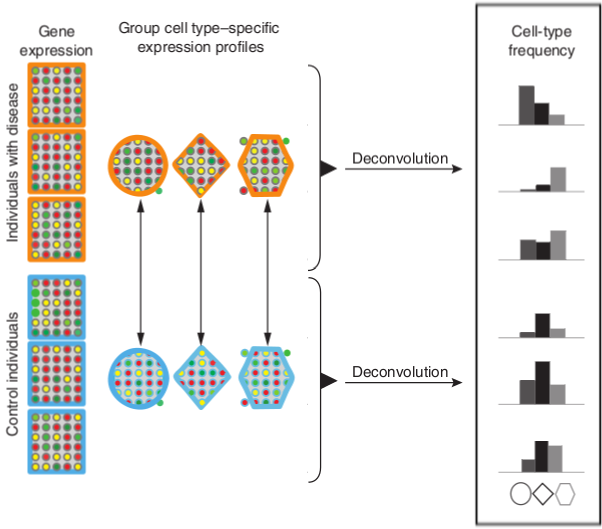 Gene
expression
Group cell type–specific
expression profiles
Cell-type
frequency
Individuals with disease
Deconvolution
Control individuals
Deconvolution